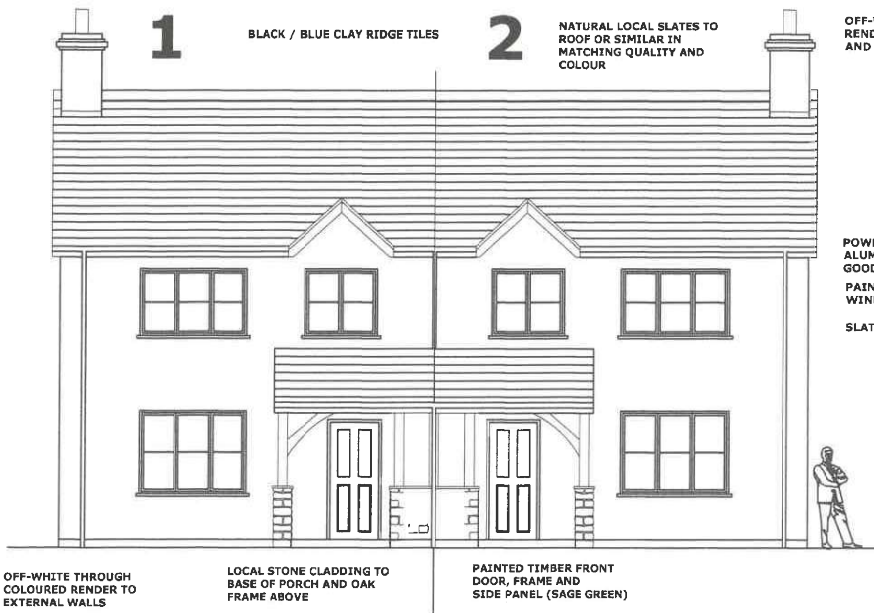 1
BLACK / BLUE CLAY RIDGE TILES
2
NATURAL LOCAL SLATES TO
ROOF OR SIMILAR IN
MATCHING QUALITY AND
COLOUR
AND
OFF-WHITE THROUGH
COLOURED RENDER TO
EXTERNAL WALLS
LOCAL STONE CLADDING TO
BASE OF PORCH AND OAK
FRAME ABOVE
PAINTED TIMBER FRONT
DOOR, FRAME AND
SIDE PANEL (SAGE GREEN)